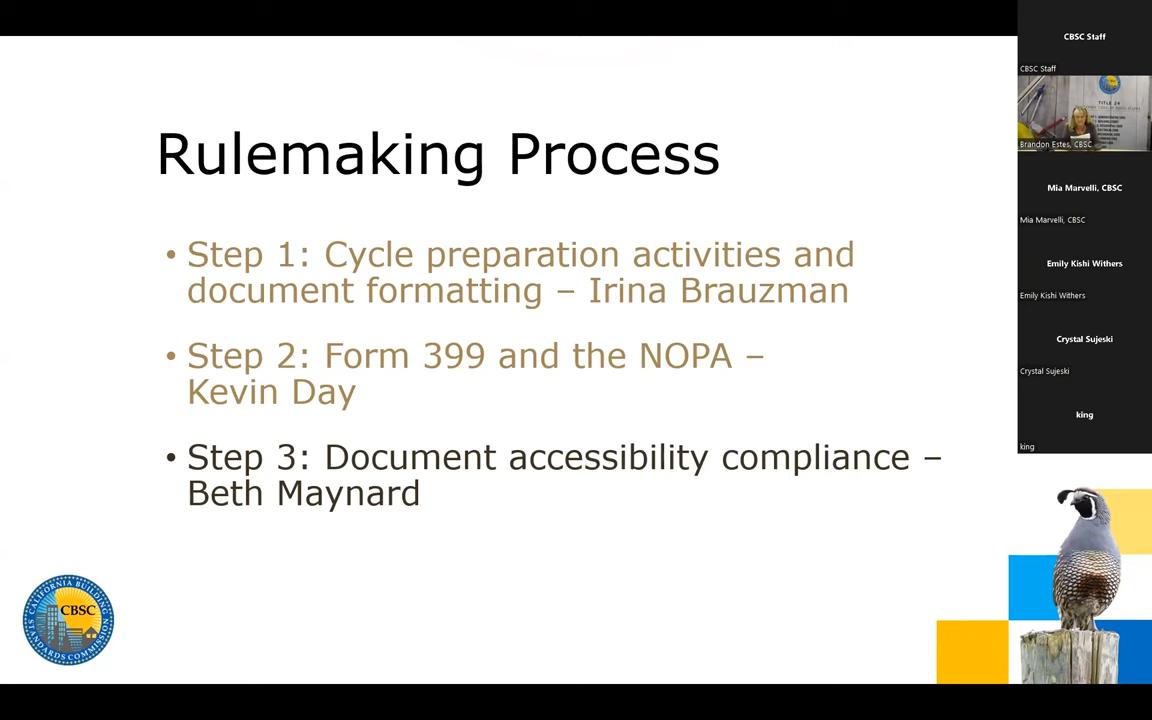 Rulemaking Process
• Step 1: Cycle preparation activities and
document formatting – Irina Brauzman
• Step 2: Form 399 and the NOPA –
Kevin Day
• Step 3: Document accessibility compliance –
Beth Maynard
CALIFORNIA BUILDING
CBSC
STANDARDS COMMISSION
CBSC Staff
CBSC Staff
TITLE 24
Brandon Estes, CBSC
Mia Marvelli, CBSC
Mia Marvelli, CBSC
Emily Kishi Withers
Emily Kishi Withers
Crystal Sujeski
Crystal Sujeski
king
king